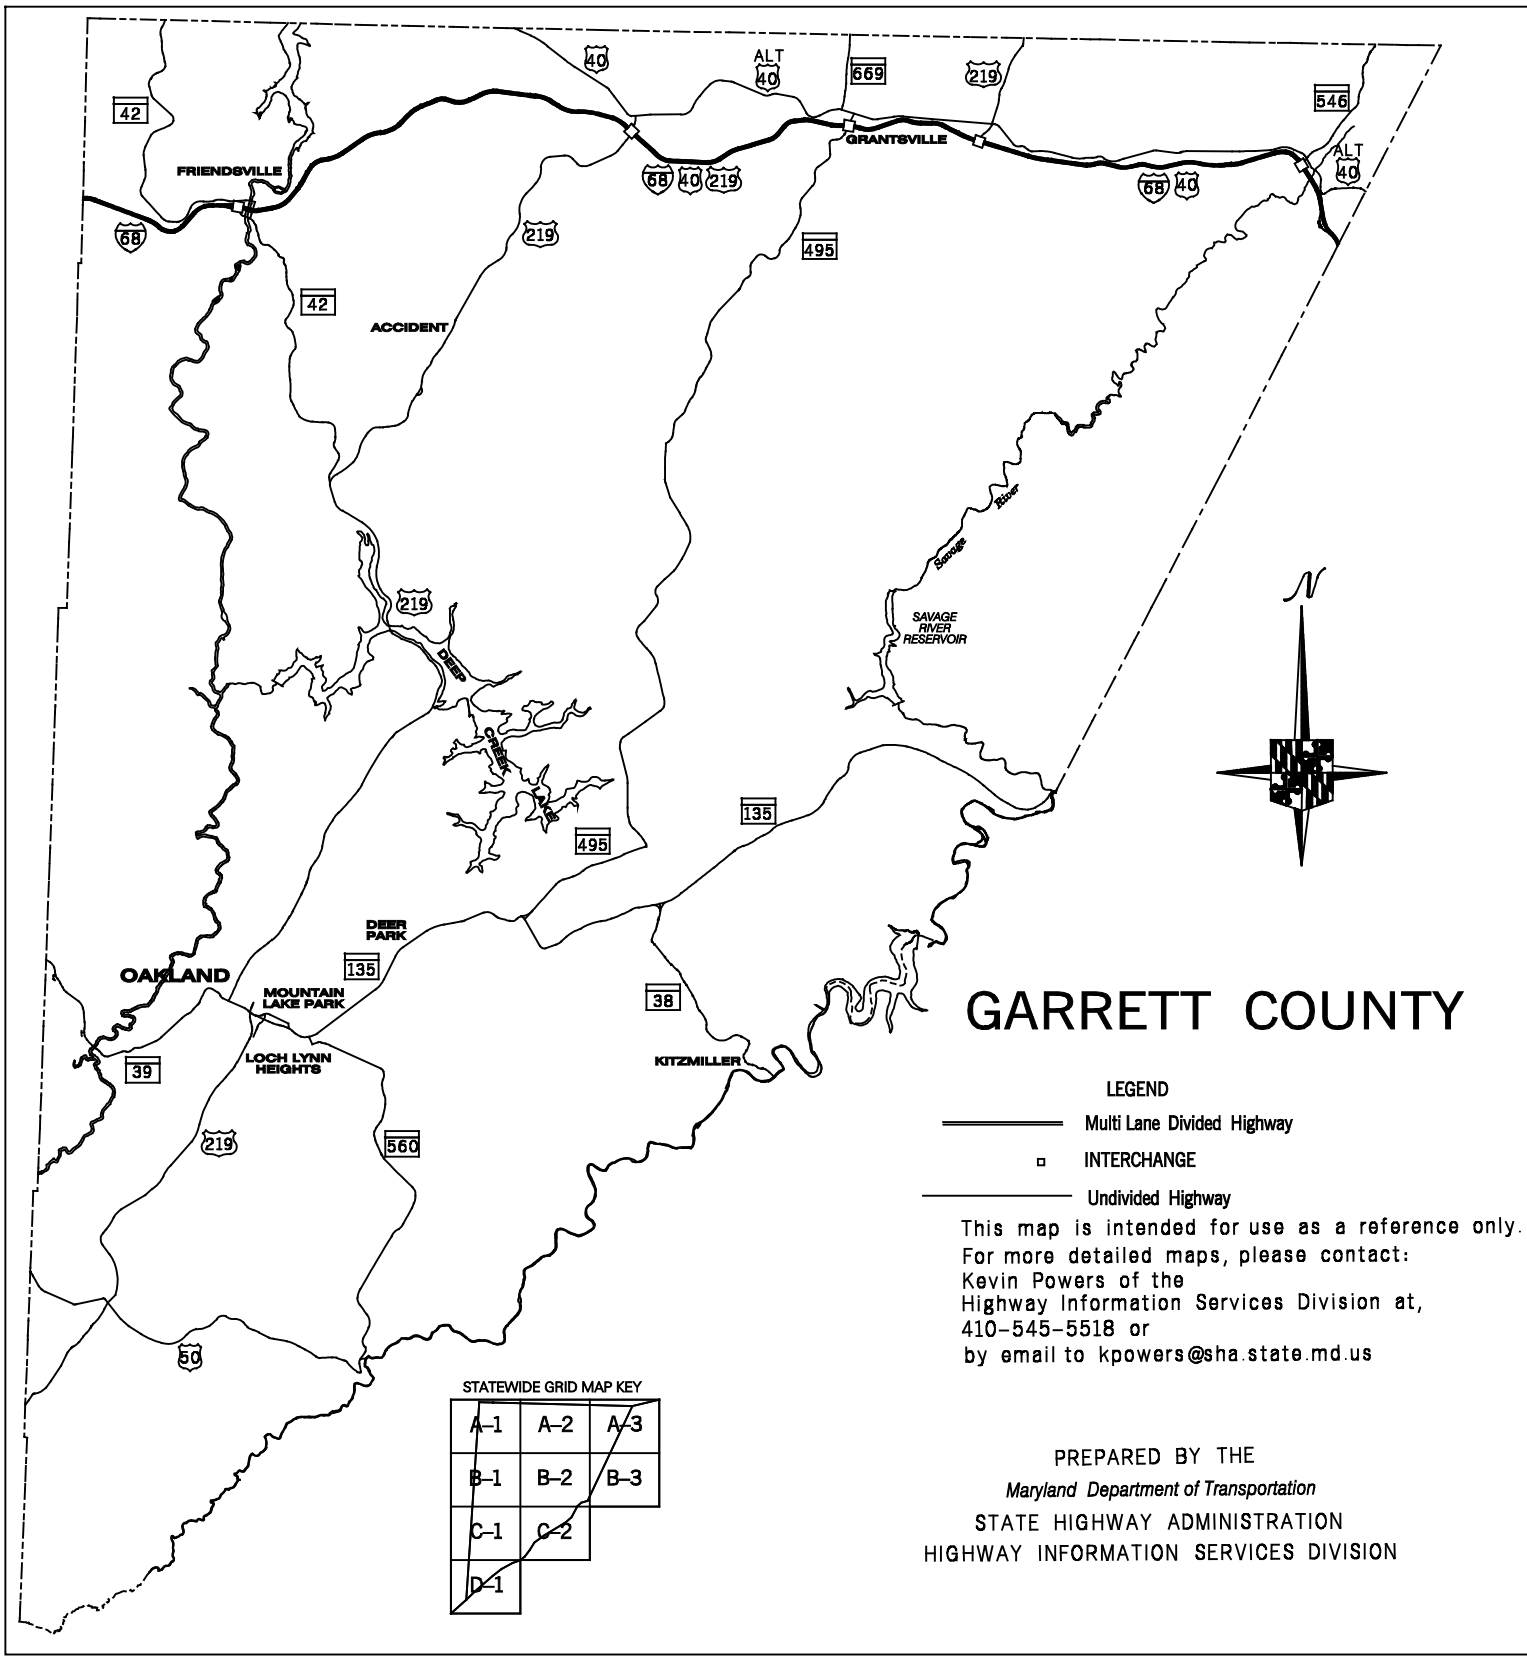 40
ALT
40
669
219
42
546
GRANTSVILLE
ALT
40
FRIENDSVILLE
68
40
219
68
40
68
219
495
42
ACCIDENT
River
Savage
N
219
SAVAGE
RIVER
RESERVOIR
DEEP
CREEK
LAKE
135
495
DEER
PARK
135
OAKLAND
MOUNTAIN
LAKE PARK
38
GARRETT COUNTY
LOCH LYNN
HEIGHTS
KITZMILLER
39
219
560
50
LEGEND
Multi Lane Divided Highway
INTERCHANGE
Undivided Highway
This map is intended for use as a reference only.
For more detailed maps, please contact:
Kevin Powers of the
Highway Information Services Division at,
410-545-5518 or
by email to kpowers@sha.state.md.us
STATEWIDE GRID MAP KEY
A-1 A-2 A-3
B-1 B-2 B-3
C-1 C-2
D-1
PREPARED BY THE
Maryland Department of Transportation
STATE HIGHWAY ADMINISTRATION
HIGHWAY INFORMATION SERVICES DIVISION